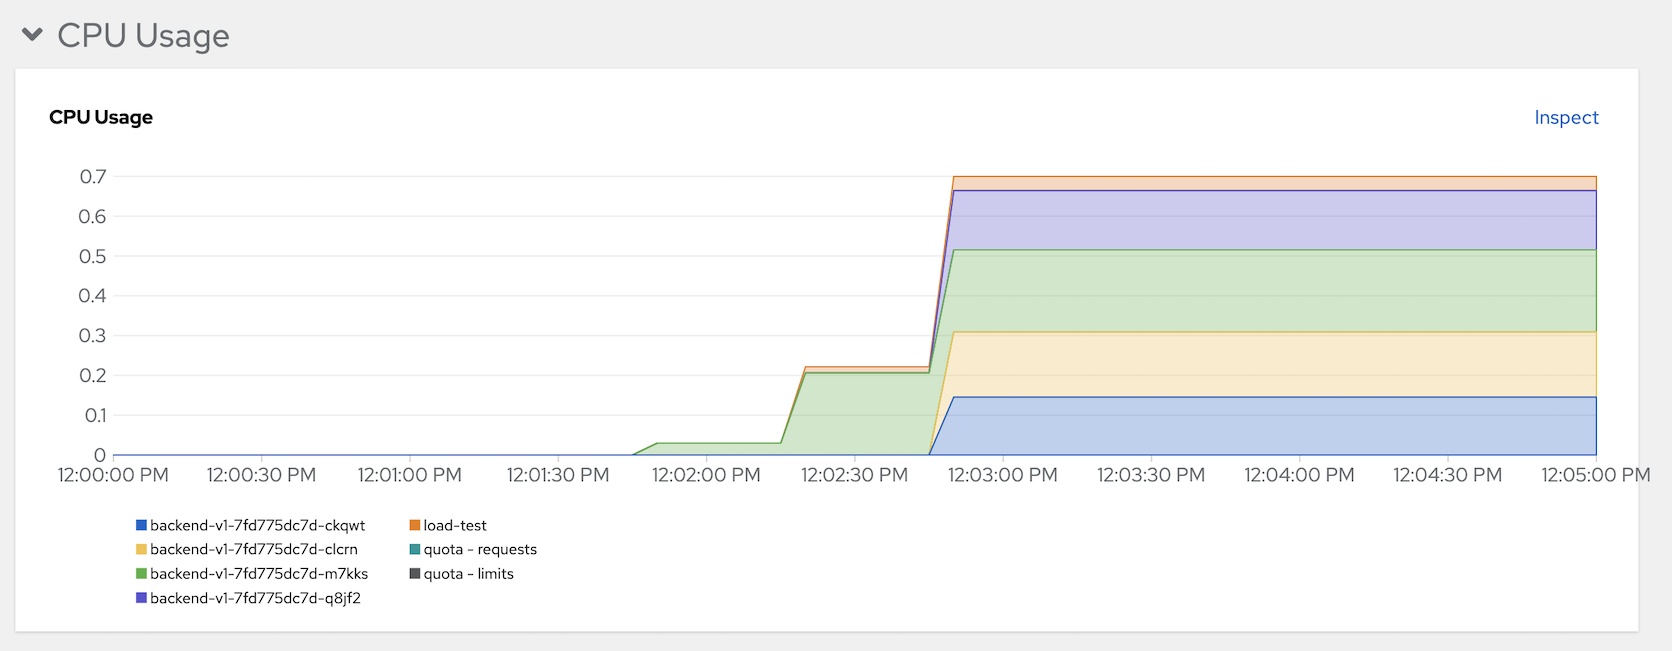 CPU Usage
CPU Usage
Inspect
0.7
0.6
0.5
0.4
0.3
0.2
0.1
0
12:00:00 PM 12:00:30 PM 12:01:00 PM 12:01:30 PM 12:02:00 PM 12:02:30 PM 12:03:00 PM 12:03:30 PM 12:04:00 PM 12:04:30 PM 12:05:00 PM
backend-v1-7fd775dc7d-ckqwt
backend-v1-7fd775dc7d-clcrn
backend-v1-7fd775dc7d-m7kks
backend-v1-7fd775dc7d-q8jf2
load-test
quota - requests
quota - limits